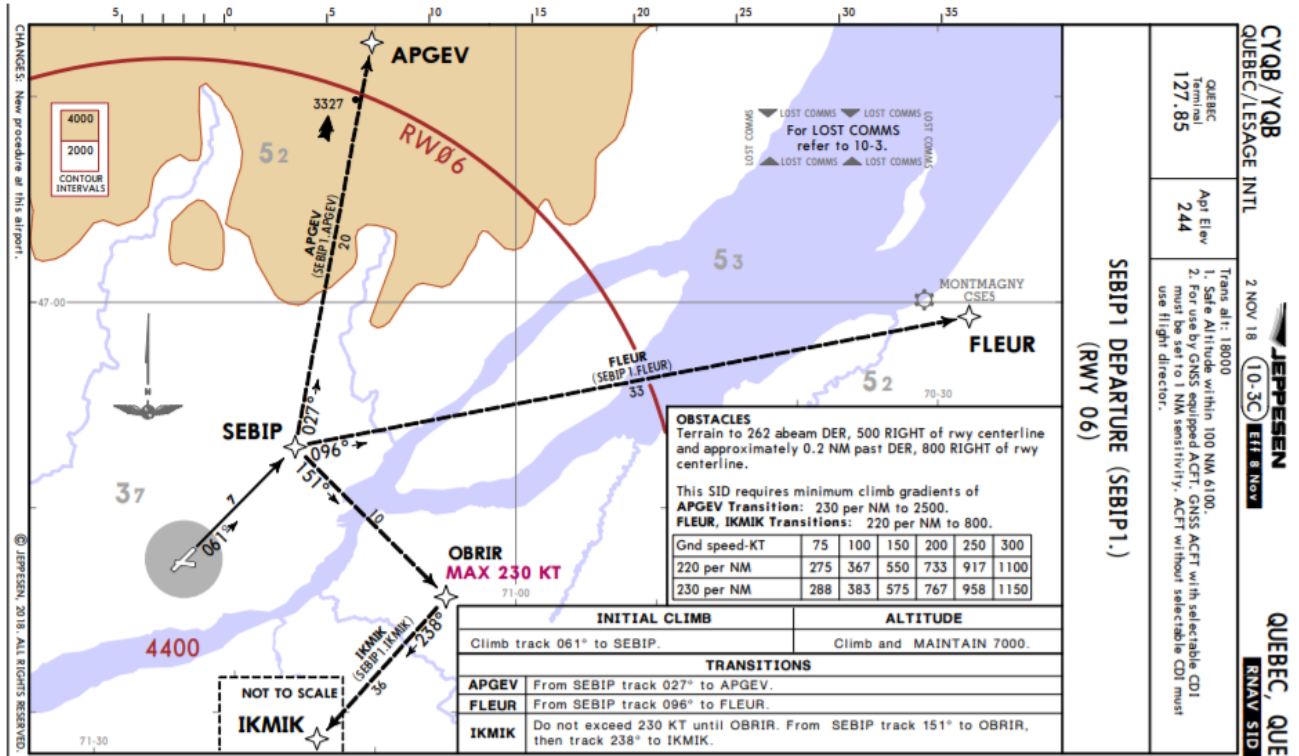 CYQB/YQB
QUEBEC/LESAGE INTL
2 NOV 18
10-3C
Eff 8 Nov
JEPPESEN
QUEBEC, QUE
RNAV SID
QUEBEC
Terminal
127.85
Apt Elev
244
Trans alt: 18000
1. Safe Altitude within 100 NM 6100.
2. For use by GNSS equipped ACFT. GNSS ACFT with selectable CDI
must be set to 1 NM sensitivity. ACFT without selectable CDI must
use flight director.
SEBIP1 DEPARTURE (SEBIP1.)
(RWY 06)
5
0
5
10
15
20
25
30
35
APGEV
3327
RWØ6
4000
2000
CONTOUR
INTERVALS
52
LOST COMMS LOST COMMS
LOST COMMS
For LOST COMMS
refer to 10-3.
LOST COMMS
LOST COMMS LOST COMMS
APGEV
(SEBIP1.APGEV)
20
53
47-00
MONTMAGNY
CSE5
FLEUR
FLEUR
(SEBIP1.FLEUR)
33
52
70-30
N
SEBIP
027°
096°
151°
37
7
061°
10
OBRIR
MAX 230 KT
71-00
238°
IKMIK
(SEBIP1.IKMIK)
36
4400
NOT TO SCALE
IKMIK
71-30
OBSTACLES
Terrain to 262 abeam DER, 500 RIGHT of rwy centerline
and approximately 0.2 NM past DER, 800 RIGHT of rwy
centerline.
This SID requires minimum climb gradients of
APGEV Transition: 230 per NM to 2500.
FLEUR, IKMIK Transitions: 220 per NM to 800.
Gnd speed-KT 75 100 150 200 250 300
220 per NM 275 367 550 733 917 1100
230 per NM 288 383 575 767 958 1150
INITIAL CLIMB ALTITUDE
Climb track 061° to SEBIP. Climb and MAINTAIN 7000.
TRANSITIONS
APGEV From SEBIP track 027° to APGEV.
FLEUR From SEBIP track 096° to FLEUR.
IKMIK Do not exceed 230 KT until OBRIR. From SEBIP track 151° to OBRIR,
then track 238° to IKMIK.
CHANGES: New procedure at this airport.
© JEPPESEN, 2018. ALL RIGHTS RESERVED.